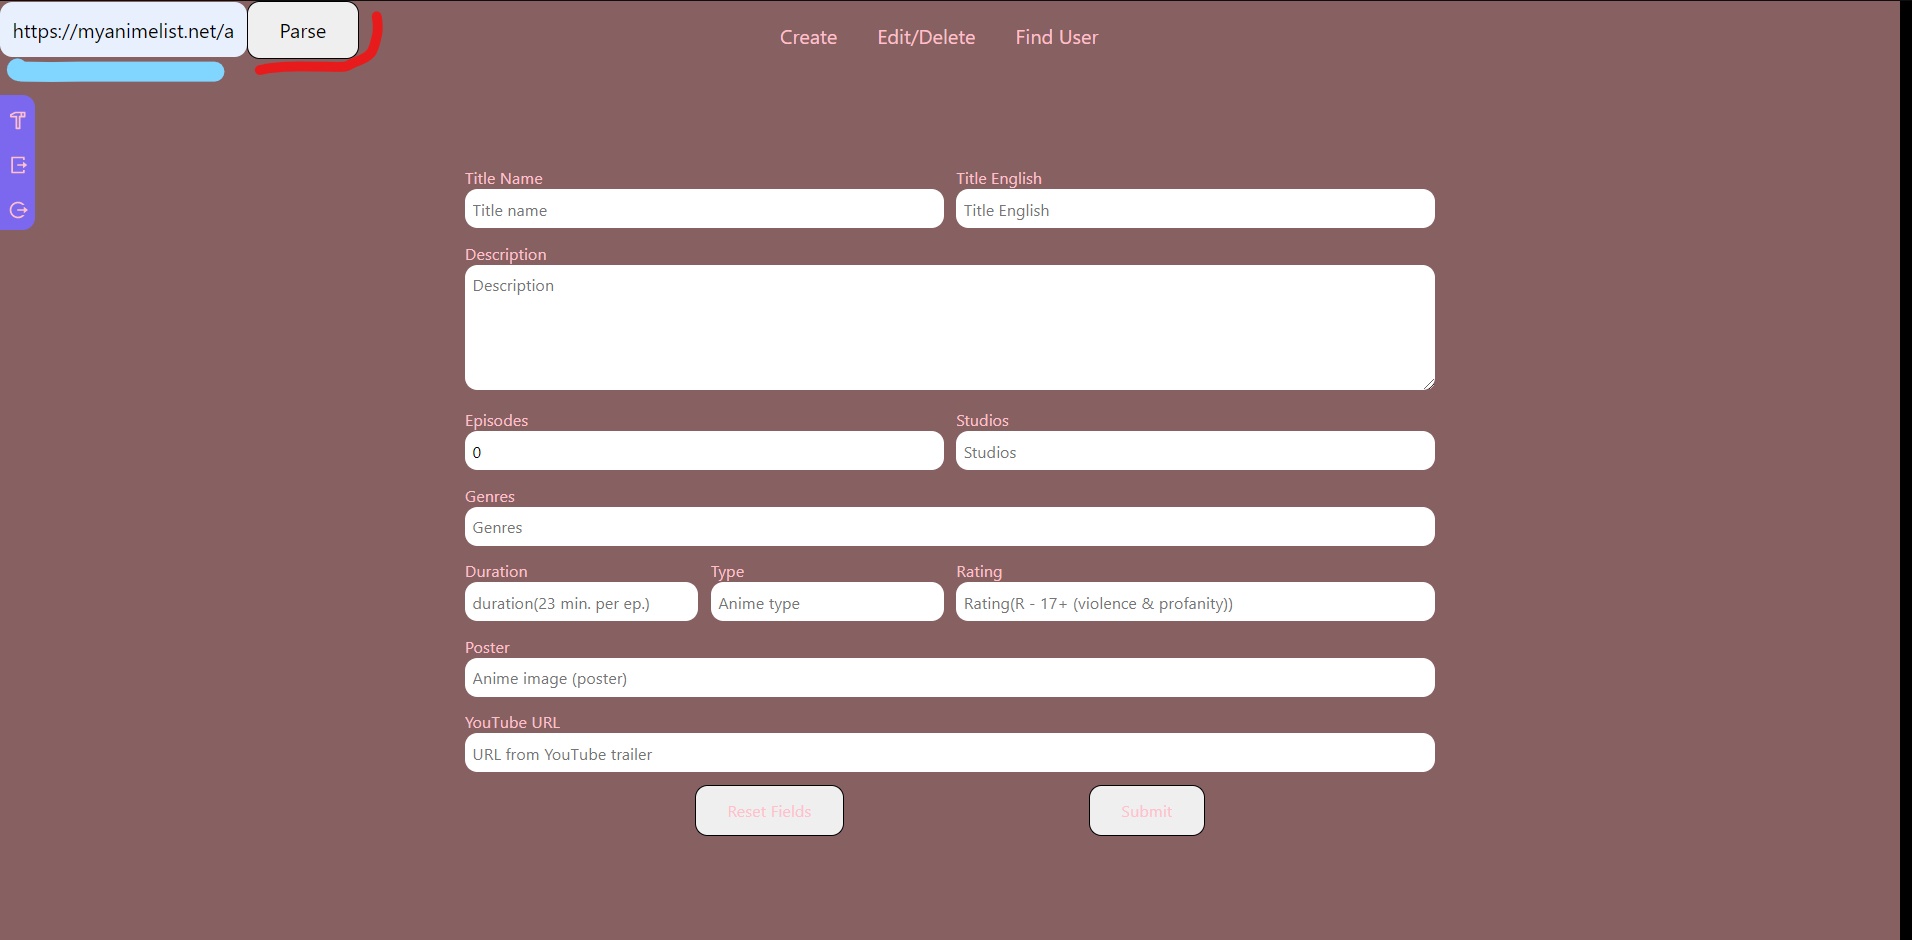 https://myanimelist.net/a Parse Create Edit/Delete Find User
Title Name Title English
Title name Title English
Description
Description
Episodes Studios
0 Studios
Genres
Genres
Duration Type Rating
duration(23 min. per ep.) Anime type Rating(R - 17+ (violence & profanity))
Poster
Anime image (poster)
YouTube URL
URL from YouTube trailer
Reset Fields Submit